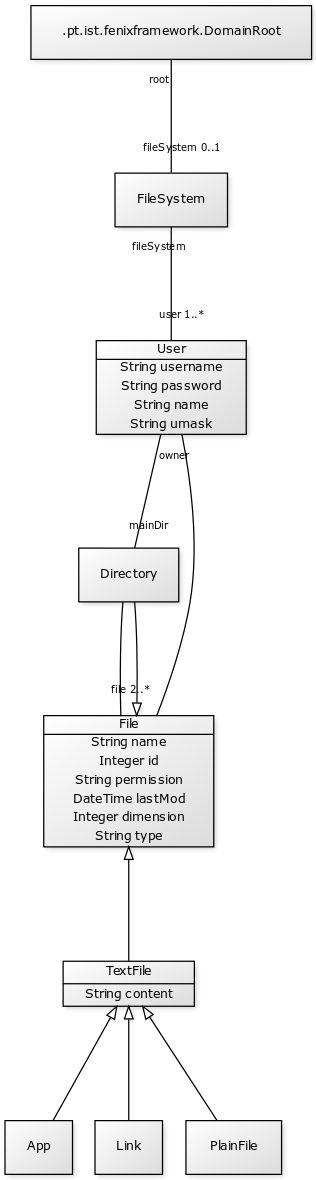 .pt.ist.fenixframework.DomainRoot
root
fileSystem 0..1
FileSystem
fileSystem
user 1..*
User
String username
String password
String name
String umask
owner
mainDir
Directory
file 2..*
File
String name
Integer id
String permission
DateTime lastMod
Integer dimension
String type
TextFile
String content
App
Link
PlainFile